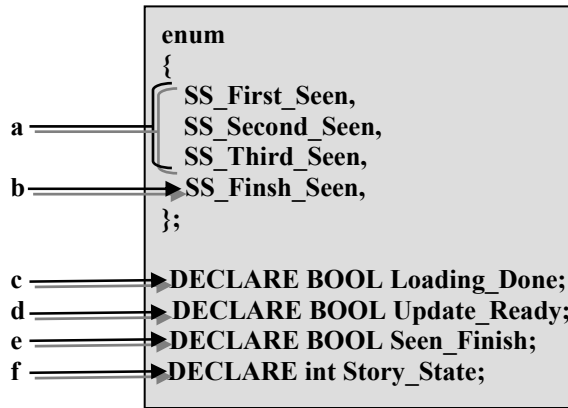 enum
{
SS_First_Seen,
a SS_Second_Seen,
SS_Third_Seen,
b SS_Finsh_Seen,
};
c DECLARE BOOL Loading_Done;
d DECLARE BOOL Update_Ready;
e DECLARE BOOL Seen_Finish;
f DECLARE int Story_State;